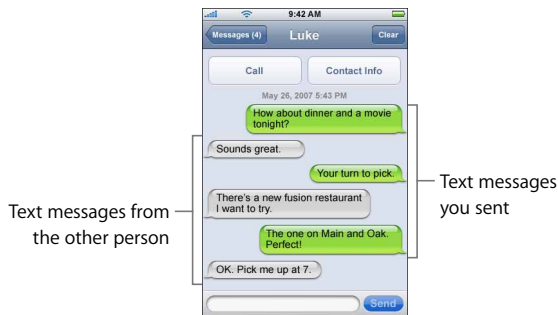 9:42 AM
Messages (4)
Luke
Clear
Call
Contact Info
May 26, 2007 5:43 PM
How about dinner and a movie
tonight?
Sounds great.
Your turn to pick.
There's a new fusion restaurant
I want to try.
The one on Main and Oak.
Perfect!
OK. Pick me up at 7.
Send
Text messages from
the other person
Text messages
you sent